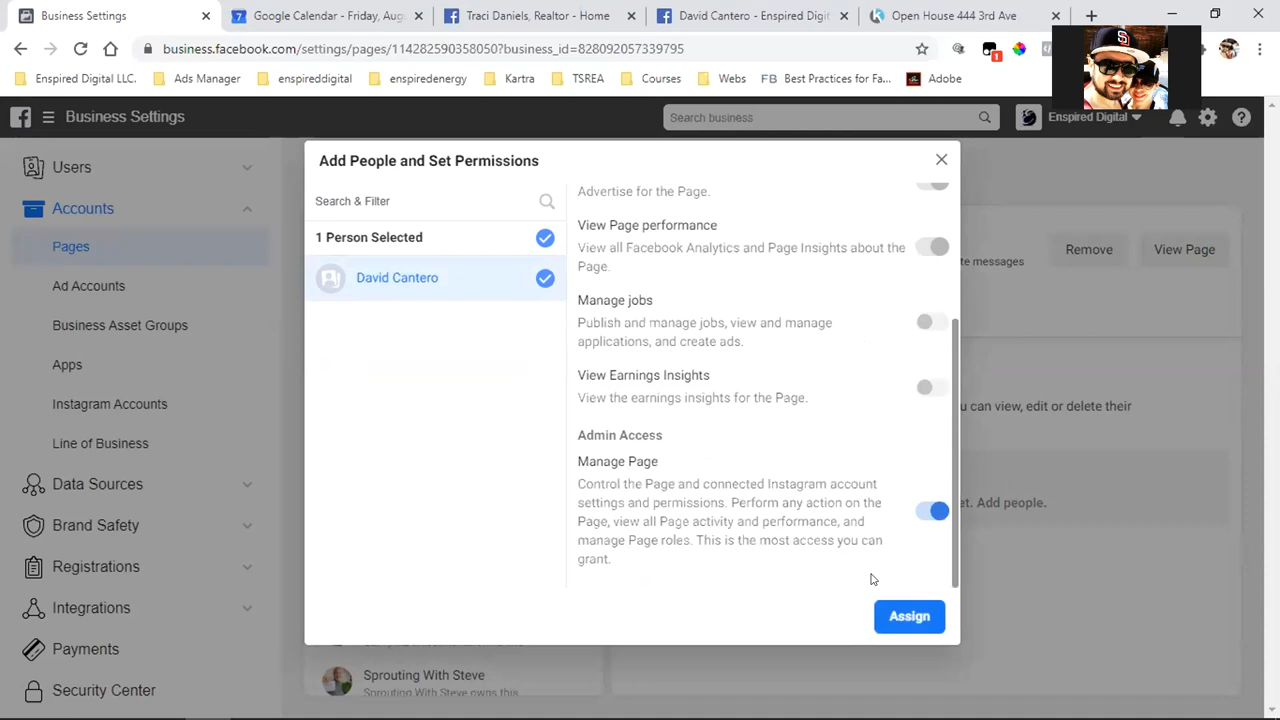 Business Settings
Google Calendar - Friday, Aug
Traci Daniels, Realtor - Home
David Cantero - Enspired Digit
Open House 444 3rd Ave
business.facebook.com/settings/pages/114282590358050?business_id=828092057339795
1
Enspired Digital LLC.
Ads Manager
enspireddigital
enspiredenergy
Kartra
TSREA
Courses
Webs
FB Best Practices for Fa...
Adobe
Business Settings
Search business
Enspired Digital
Users
Accounts
Pages
Ad Accounts
Business Asset Groups
Apps
Instagram Accounts
Line of Business
Data Sources
Brand Safety
Registrations
Integrations
Payments
Security Center
Add People and Set Permissions
Search & Filter
1 Person Selected
David Cantero
Advertise for the Page.
View Page performance
View all Facebook Analytics and Page Insights about the
Page.
Manage jobs
Publish and manage jobs, view and manage
applications, and create ads.
View Earnings Insights
View the earnings insights for the Page.
Admin Access
Manage Page
Control the Page and connected Instagram account
settings and permissions. Perform any action on the
Page, view all Page activity and performance, and
manage Page roles. This is the most access you can
grant.
Assign
te messages
Remove
View Page
u can view, edit or delete their
et. Add people.
Sprouting With Steve
Sprouting With Steve owns this